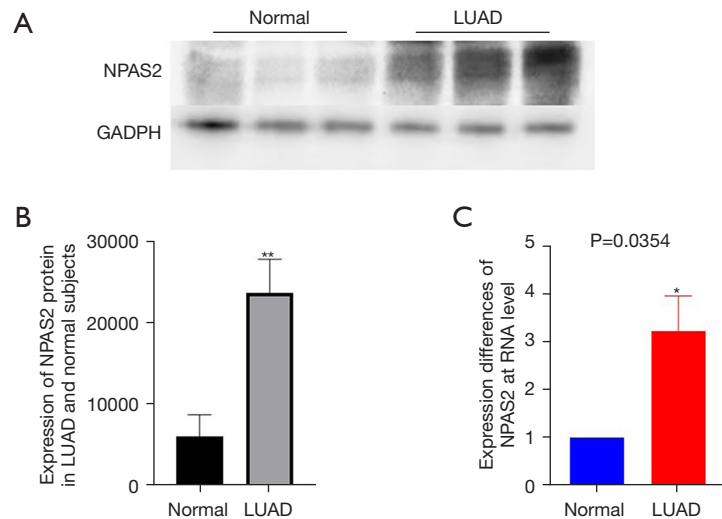 A
Normal
LUAD
NPAS2
GADPH
B
Expression of NPAS2 protein
in LUAD and normal subjects
30000
20000
10000
0
**
Normal
LUAD
C
Expression differences of
NPAS2 at RNA level
P=0.0354
5
4
3
2
1
0
*
Normal
LUAD